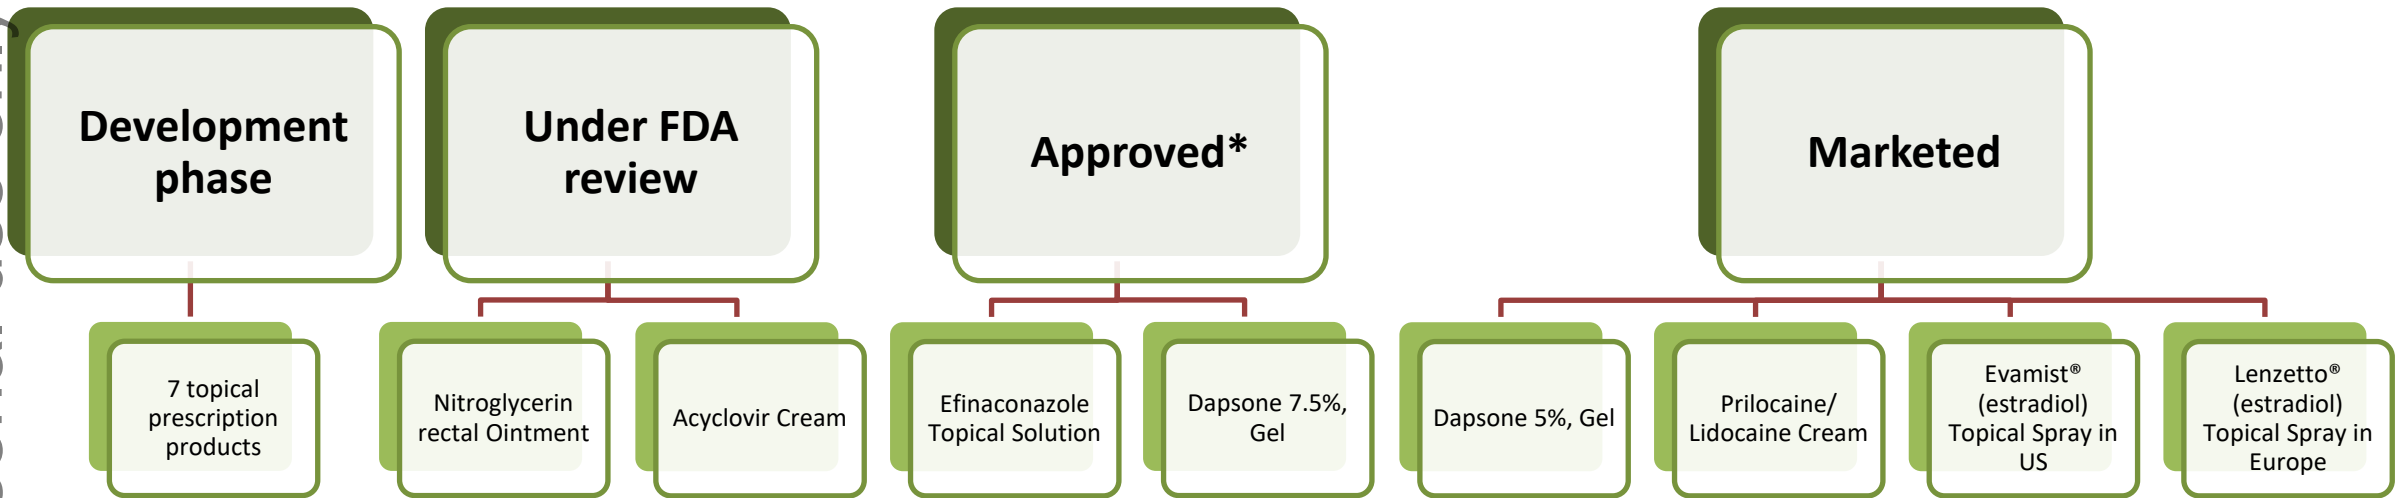 Development
phase
Under FDA
review
Approved*
Marketed
7 topical
prescription
products
Nitroglycerin
rectal Ointment
Acyclovir Cream
Efinaconazole
Topical Solution
Dapsone 7.5%,
Gel
Dapsone 5%, Gel
Prilocaine/
Lidocaine Cream
Evamist®
(estradiol)
Topical Spray in
US
Lenzetto®
(estradiol)
Topical Spray in
Europe